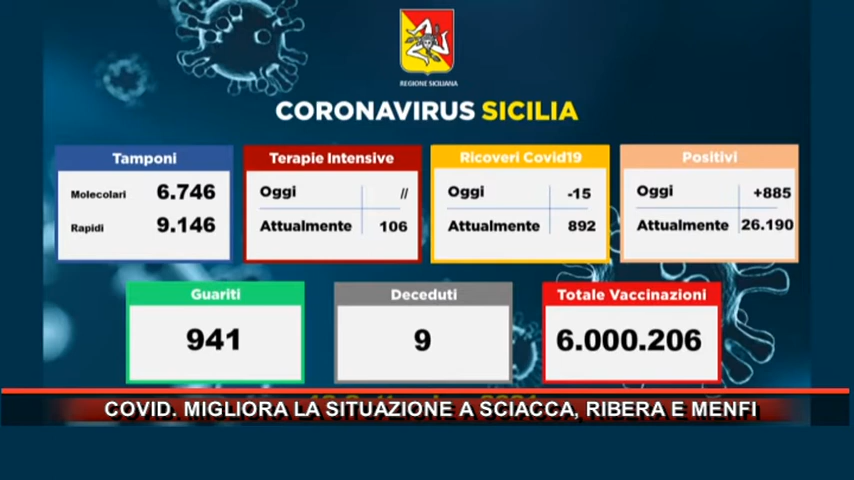 REGIONE SICILIANA
CORONAVIRUS SICILIA
Tamponi
Molecolari 6.746
Rapidi 9.146
Terapie Intensive
Oggi //
Attualmente 106
Ricoveri Covid19
Oggi -15
Attualmente 892
Positivi
Oggi +885
Attualmente 26.190
Guariti
941
Deceduti
9
Totale Vaccinazioni
6.000.206
COVID. MIGLIORA LA SITUAZIONE A SCIACCA, RIBERA E MENFI